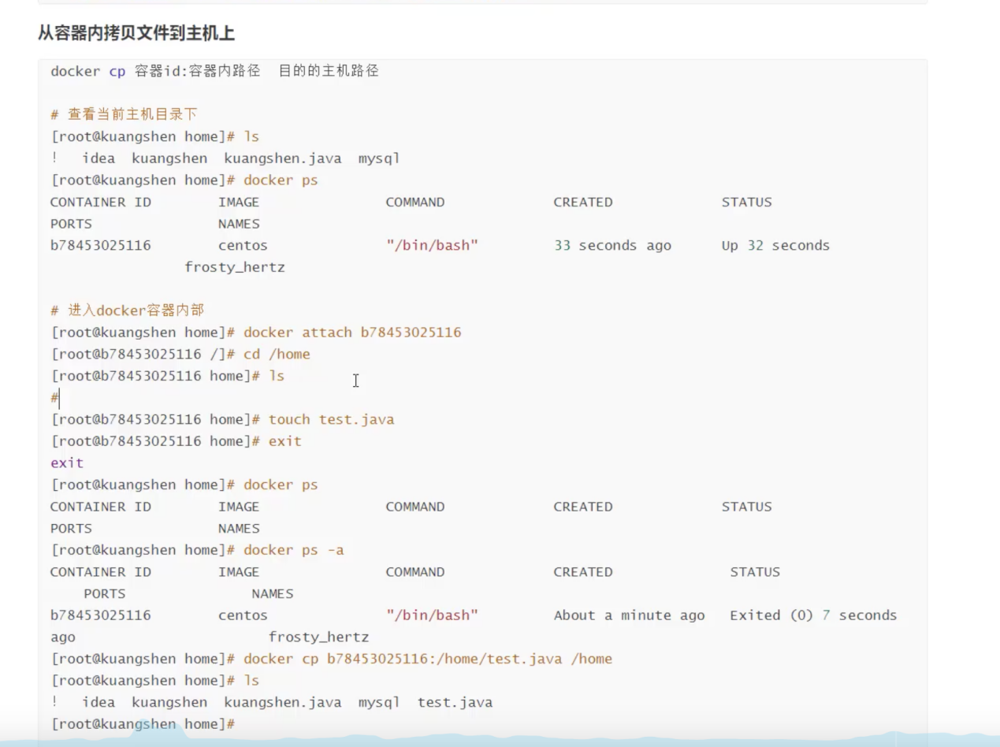 从容器内拷贝文件到主机上
docker cp 容器id:容器内路径  目的的主机路径
# 查看当前主机目录下
[root@kuangshen home]# ls
!   idea  kuangshen  kuangshen.java  mysql
[root@kuangshen home]# docker ps
CONTAINER ID        IMAGE               COMMAND             CREATED             STATUS
PORTS               NAMES
b78453025116        centos              "/bin/bash"         33 seconds ago      Up 32 seconds
frosty_hertz
# 进入docker容器内部
[root@kuangshen home]# docker attach b78453025116
[root@b78453025116 /]# cd /home
[root@b78453025116 home]# ls
#
[root@b78453025116 home]# touch test.java
[root@b78453025116 home]# exit
exit
[root@kuangshen home]# docker ps
CONTAINER ID        IMAGE               COMMAND             CREATED             STATUS
PORTS               NAMES
[root@kuangshen home]# docker ps -a
CONTAINER ID        IMAGE               COMMAND             CREATED              STATUS
PORTS               NAMES
b78453025116        centos              "/bin/bash"         About a minute ago   Exited (0) 7 seconds
ago                       frosty_hertz
[root@kuangshen home]# docker cp b78453025116:/home/test.java /home
[root@kuangshen home]# ls
!   idea  kuangshen  kuangshen.java  mysql  test.java
[root@kuangshen home]#